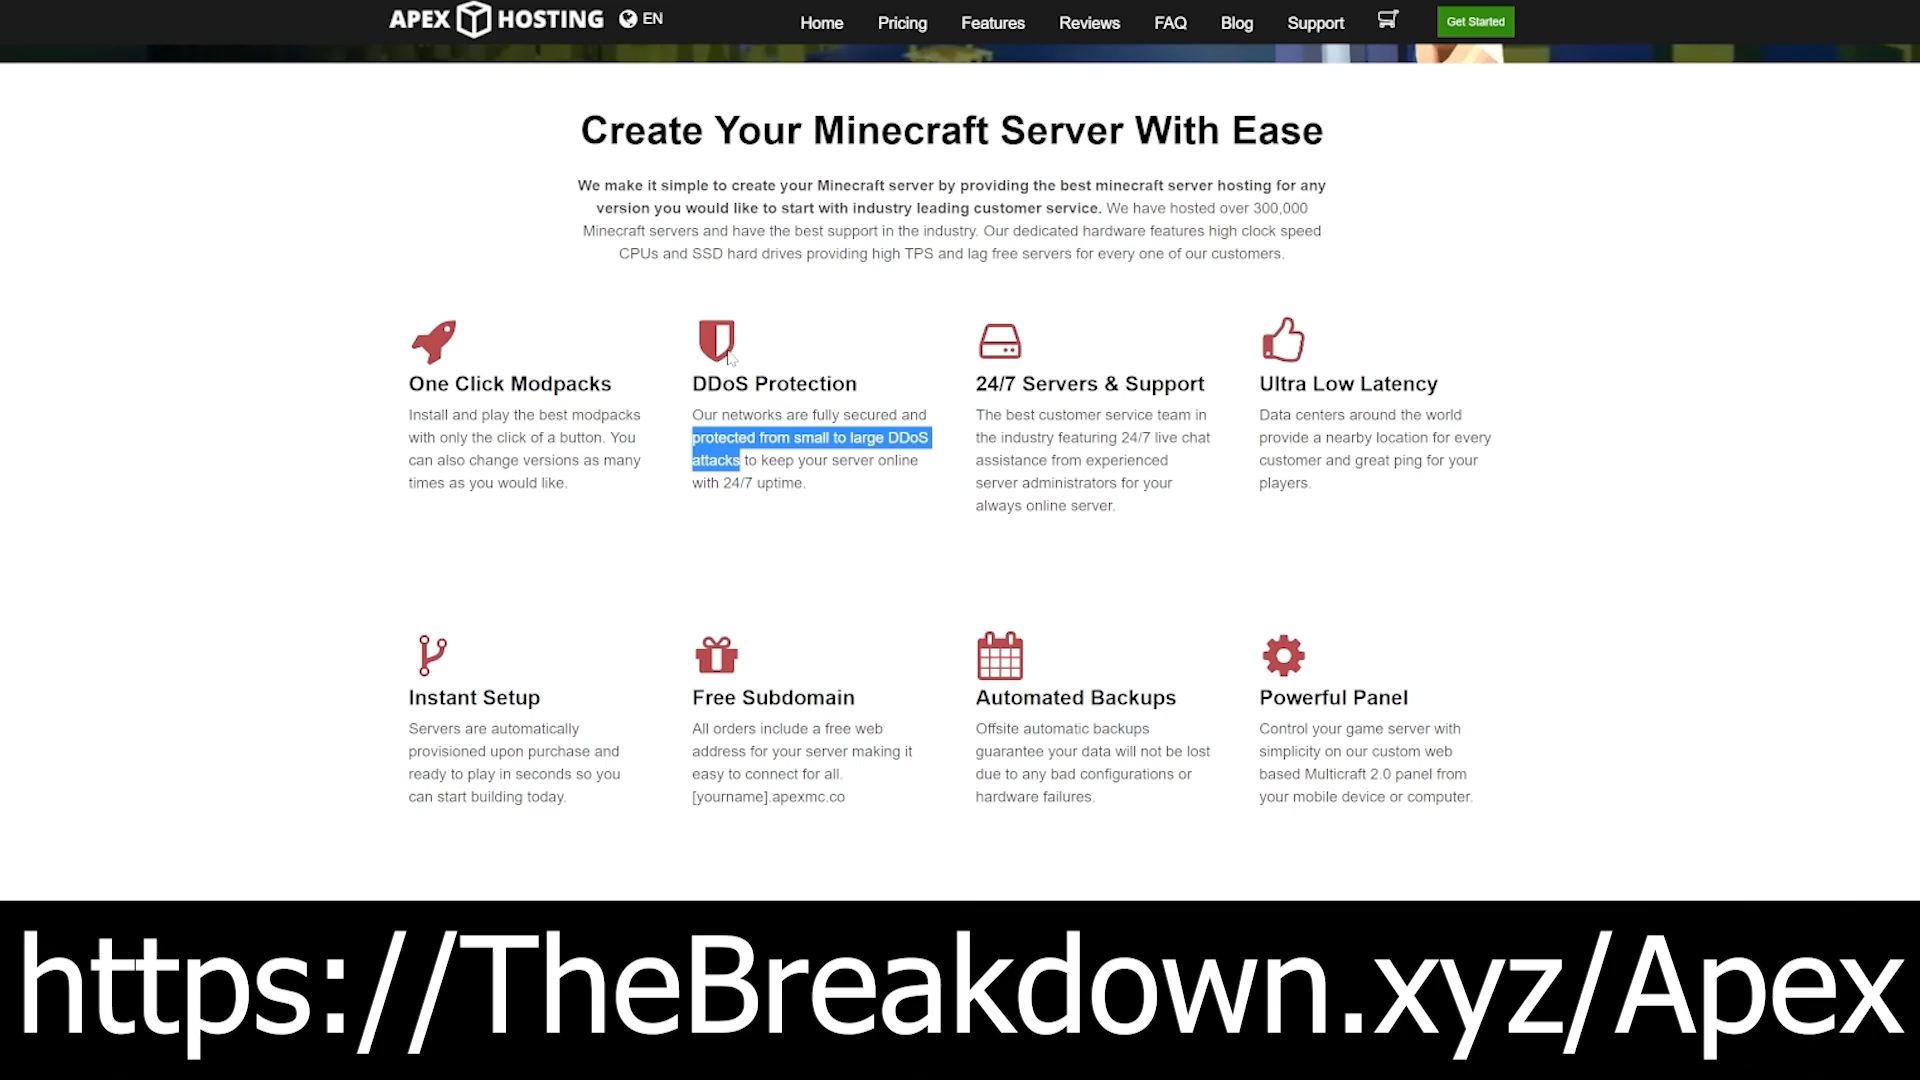 APEX HOSTING EN Home Pricing Features Reviews FAQ Blog Support Get Started
Create Your Minecraft Server With Ease
We make it simple to create your Minecraft server by providing the best minecraft server hosting for any
version you would like to start with industry leading customer service. We have hosted over 300,000
Minecraft servers and have the best support in the industry. Our dedicated hardware features high clock speed
CPUs and SSD hard drives providing high TPS and lag free servers for every one of our customers.
One Click Modpacks
Install and play the best modpacks
with only the click of a button. You
can also change versions as many
times as you would like.
DDoS Protection
Our networks are fully secured and
protected from small to large DDoS
attacks to keep your server online
with 24/7 uptime.
24/7 Servers & Support
The best customer service team in
the industry featuring 24/7 live chat
assistance from experienced
server administrators for your
always online server.
Ultra Low Latency
Data centers around the world
provide a nearby location for every
customer and great ping for your
players.
Instant Setup
Servers are automatically
provisioned upon purchase and
ready to play in seconds so you
can start building today.
Free Subdomain
All orders include a free web
address for your server making it
easy to connect for all.
[yourname].apexmc.co
Automated Backups
Offsite automatic backups
guarantee your data will not be lost
due to any bad configurations or
hardware failures.
Powerful Panel
Control your game server with
simplicity on our custom web
based Multicraft 2.0 panel from
your mobile device or computer.
https://TheBreakdown.xyz/Apex